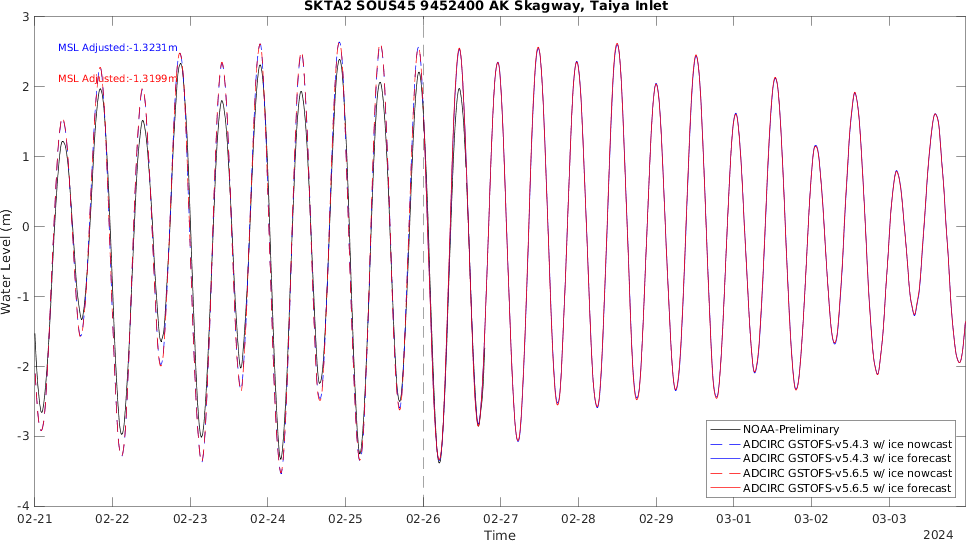 SKTA2 SOUS45 9452400 AK Skagway, Taiya Inlet
MSL Adjusted:-1.3231m
MSL Adjusted:-1.3199m
Water Level (m)
3
2
1
0
-1
-2
-3
-4
NOAA-Preliminary
ADCIRC GSTOFS-v5.4.3 w/ ice nowcast
ADCIRC GSTOFS-v5.4.3 w/ ice forecast
ADCIRC GSTOFS-v5.6.5 w/ ice nowcast
ADCIRC GSTOFS-v5.6.5 w/ ice forecast
02-21 02-22 02-23 02-24 02-25 02-26 02-27 02-28 02-29 03-01 03-02 03-03
Time
2024